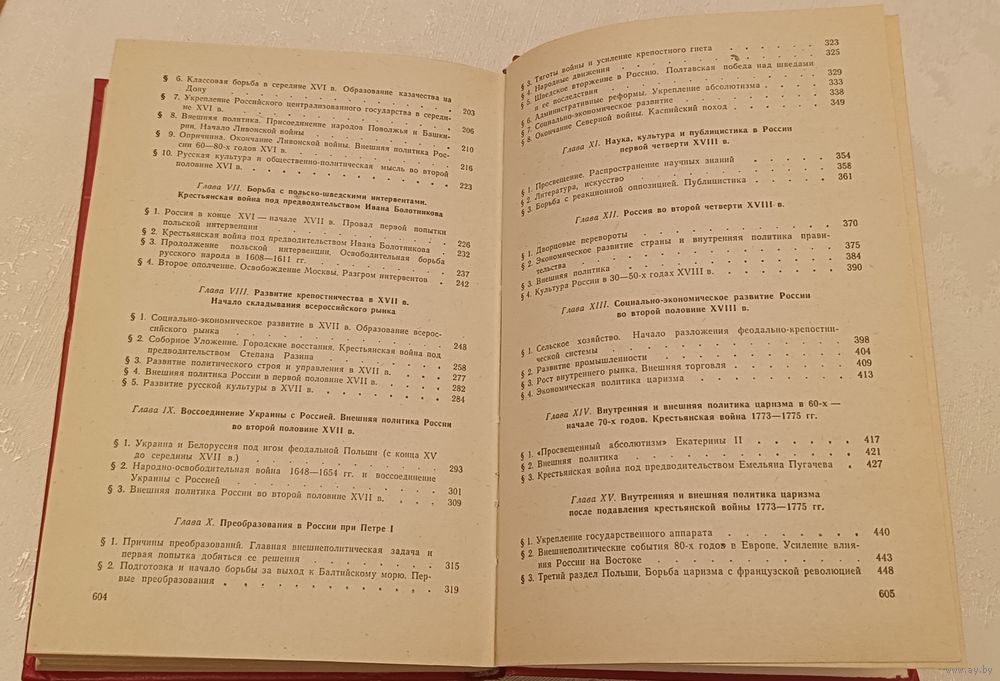 § 6. Классовая борьба в середине XVI в. Образование казачества на
Дону . . . . . . . . . . . . 203
§ 7. Укрепление Российского централизованного государства в середи-
не XVI в. . . . . . . . . . . . 206
§ 8. Внешняя политика. Присоединение народов Поволжья и Башки-
рии. Начало Ливонской войны . . . . . . . 210
§ 9. Опричнина. Окончание Ливонской войны. Внешняя политика Рос-
сии 60—80-х годов XVI в. . . . . . . . . 216
§ 10. Русская культура и общественно-политическая мысль во второй
половине XVI в. . . . . . . . . . . 223
Глава VII. Борьба с польско-шведскими интервентами.
Крестьянская война под предводительством Ивана Болотникова
§ 1. Россия в конце XVI — начале XVII в. Провал первой попытки
польской интервенции . . . . . . . . . 226
§ 2. Крестьянская война под предводительством Ивана Болотникова . 232
§ 3. Продолжение польской интервенции. Освободительная борьба
русского народа в 1608—1611 гг. . . . . . . . 237
§ 4. Второе ополчение. Освобождение Москвы. Разгром интервентов . 242
Глава VIII. Развитие крепостничества в XVII в.
Начало складывания всероссийского рынка
§ 1. Социально-экономическое развитие в XVII в. Образование всерос-
сийского рынка . . . . . . . . . . 248
§ 2. Соборное Уложение. Городские восстания. Крестьянская война под
предводительством Степана Разина . . . . . . 258
§ 3. Развитие политического строя и управления в XVII в. . . . 277
§ 4. Внешняя политика России в первой половине XVII в. . . . 282
§ 5. Развитие русской культуры в XVII в. . . . . . . 284
Глава IX. Воссоединение Украины с Россией. Внешняя политика России
во второй половине XVII в.
§ 1. Украина и Белоруссия под игом феодальной Польши (с конца XV
до середины XVII в.) . . . . . . . . . 293
§ 2. Народно-освободительная война 1648—1654 гг. и воссоединение
Украины с Россией . . . . . . . . . 301
§ 3. Внешняя политика России во второй половине XVII в. . . . 309
Глава X. Преобразования в России при Петре I
§ 1. Причины преобразований. Главная внешнеполитическая задача и
первая попытка добиться ее решения . . . . . . 315
§ 2. Подготовка и начало борьбы за выход к Балтийскому морю. Пер-
вые преобразования . . . . . . . . . 319
604
§ 3. Тяготы войны и усиление крепостного гнета . . . . . 323
§ 4. Народные движения . . . . . . . . . 325
§ 5. Шведское вторжение в Россию. Полтавская победа над шведами
и ее последствия . . . . . . . . . . 329
§ 6. Административные реформы. Укрепление абсолютизма . . . 333
§ 7. Социально-экономическое развитие . . . . . . 338
§ 8. Окончание Северной войны. Каспийский поход . . . . 349
Глава XI. Наука, культура и публицистика в России
первой четверти XVIII в.
§ 1. Просвещение. Распространение научных знаний . . . . 354
§ 2. Литература, искусство . . . . . . . . 358
§ 3. Борьба с реакционной оппозицией. Публицистика . . . . 361
Глава XII. Россия во второй четверти XVIII в.
§ 1. Дворцовые перевороты . . . . . . . . 370
§ 2. Экономическое развитие страны и внутренняя политика прави-
тельства . . . . . . . . . . . 375
§ 3. Внешняя политика . . . . . . . . . 384
§ 4. Культура России в 30—50-х годах XVIII в. . . . . . 390
Глава XIII. Социально-экономическое развитие России
во второй половине XVIII в.
§ 1. Сельское хозяйство. Начало разложения феодально-крепостни-
ческой системы . . . . . . . . . . 398
§ 2. Развитие промышленности . . . . . . . 404
§ 3. Рост внутреннего рынка. Внешняя торговля . . . . . 409
§ 4. Экономическая политика царизма . . . . . . 413
Глава XIV. Внутренняя и внешняя политика царизма в 60-х —
начале 70-х годов. Крестьянская война 1773—1775 гг.
§ 1. «Просвещенный абсолютизм» Екатерины II . . . . . 417
§ 2. Внешняя политика . . . . . . . . . 421
§ 3. Крестьянская война под предводительством Емельяна Пугачева . 427
Глава XV. Внутренняя и внешняя политика царизма
после подавления крестьянской войны 1773—1775 гг.
§ 1. Укрепление государственного аппарата . . . . . 440
§ 2. Внешнеполитические события 80-х годов в Европе. Усиление влия-
ния России на Востоке . . . . . . . . 443
§ 3. Третий раздел Польши. Борьба царизма с французской революцией 448
605
www.ay.by